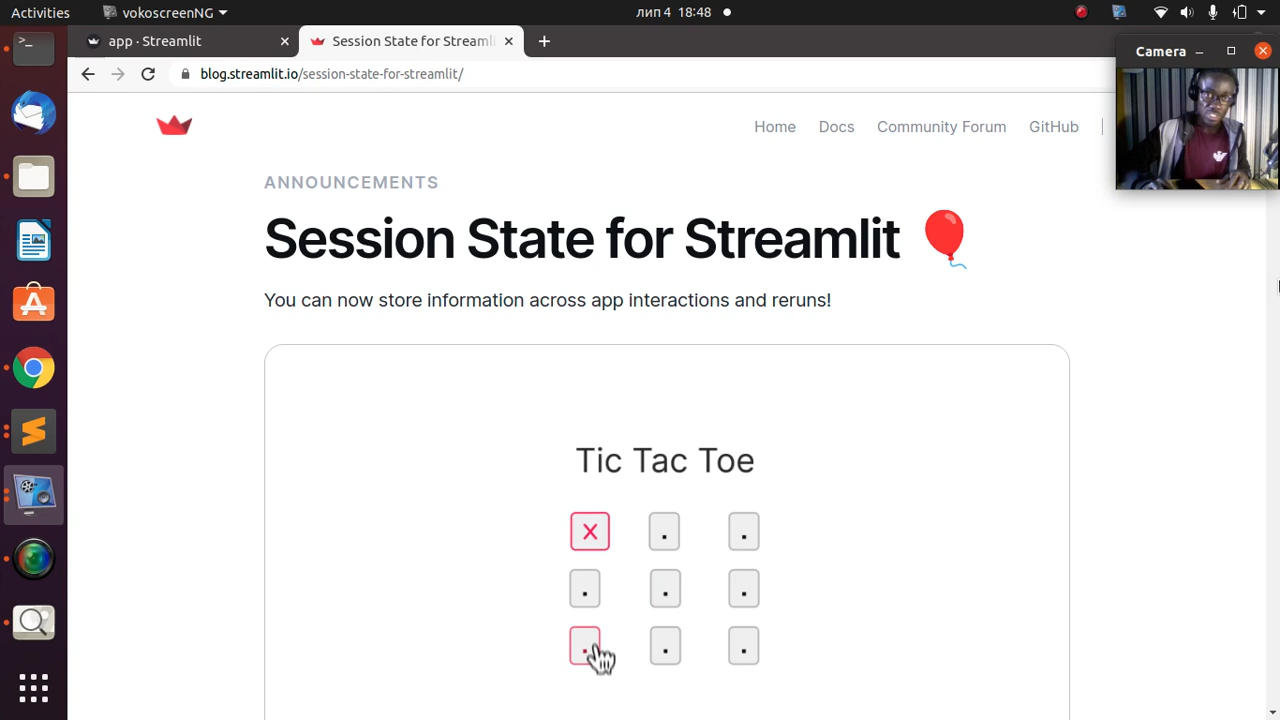 Activities
vokoscreenNG
лип 4 18:48
app · Streamlit
Session State for Streamli
blog.streamlit.io/session-state-for-streamlit/
Camera
Home
Docs
Community Forum
GitHub
ANNOUNCEMENTS
Session State for Streamlit 🎈
You can now store information across app interactions and reruns!
Tic Tac Toe
X . .
. . .
. . .